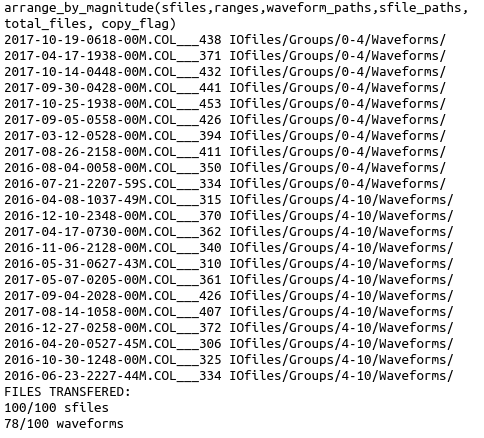 arrange_by_magnitude(sfiles,ranges,waveform_paths,sfile_paths,
total_files, copy_flag)
2017-10-19-0618-00M.COL___438 IOfiles/Groups/0-4/Waveforms/
2017-04-17-1938-00M.COL___371 IOfiles/Groups/0-4/Waveforms/
2017-10-14-0448-00M.COL___432 IOfiles/Groups/0-4/Waveforms/
2017-09-30-0428-00M.COL___441 IOfiles/Groups/0-4/Waveforms/
2017-10-25-1938-00M.COL___453 IOfiles/Groups/0-4/Waveforms/
2017-09-05-0558-00M.COL___426 IOfiles/Groups/0-4/Waveforms/
2017-03-12-0528-00M.COL___394 IOfiles/Groups/0-4/Waveforms/
2017-08-26-2158-00M.COL___411 IOfiles/Groups/0-4/Waveforms/
2016-08-04-0058-00M.COL___350 IOfiles/Groups/0-4/Waveforms/
2016-07-21-2207-59S.COL___334 IOfiles/Groups/0-4/Waveforms/
2016-04-08-1037-49M.COL___315 IOfiles/Groups/4-10/Waveforms/
2016-12-10-2348-00M.COL___370 IOfiles/Groups/4-10/Waveforms/
2017-04-17-0730-00M.COL___362 IOfiles/Groups/4-10/Waveforms/
2016-11-06-2128-00M.COL___340 IOfiles/Groups/4-10/Waveforms/
2016-05-31-0627-43M.COL___310 IOfiles/Groups/4-10/Waveforms/
2017-05-07-0205-00M.COL___361 IOfiles/Groups/4-10/Waveforms/
2017-09-04-2028-00M.COL___426 IOfiles/Groups/4-10/Waveforms/
2017-08-14-1058-00M.COL___407 IOfiles/Groups/4-10/Waveforms/
2016-12-27-0258-00M.COL___372 IOfiles/Groups/4-10/Waveforms/
2016-04-20-0527-45M.COL___306 IOfiles/Groups/4-10/Waveforms/
2016-10-30-1248-00M.COL___325 IOfiles/Groups/4-10/Waveforms/
2016-06-23-2227-44M.COL___334 IOfiles/Groups/4-10/Waveforms/
FILES TRANSFERED:
100/100 sfiles
78/100 waveforms